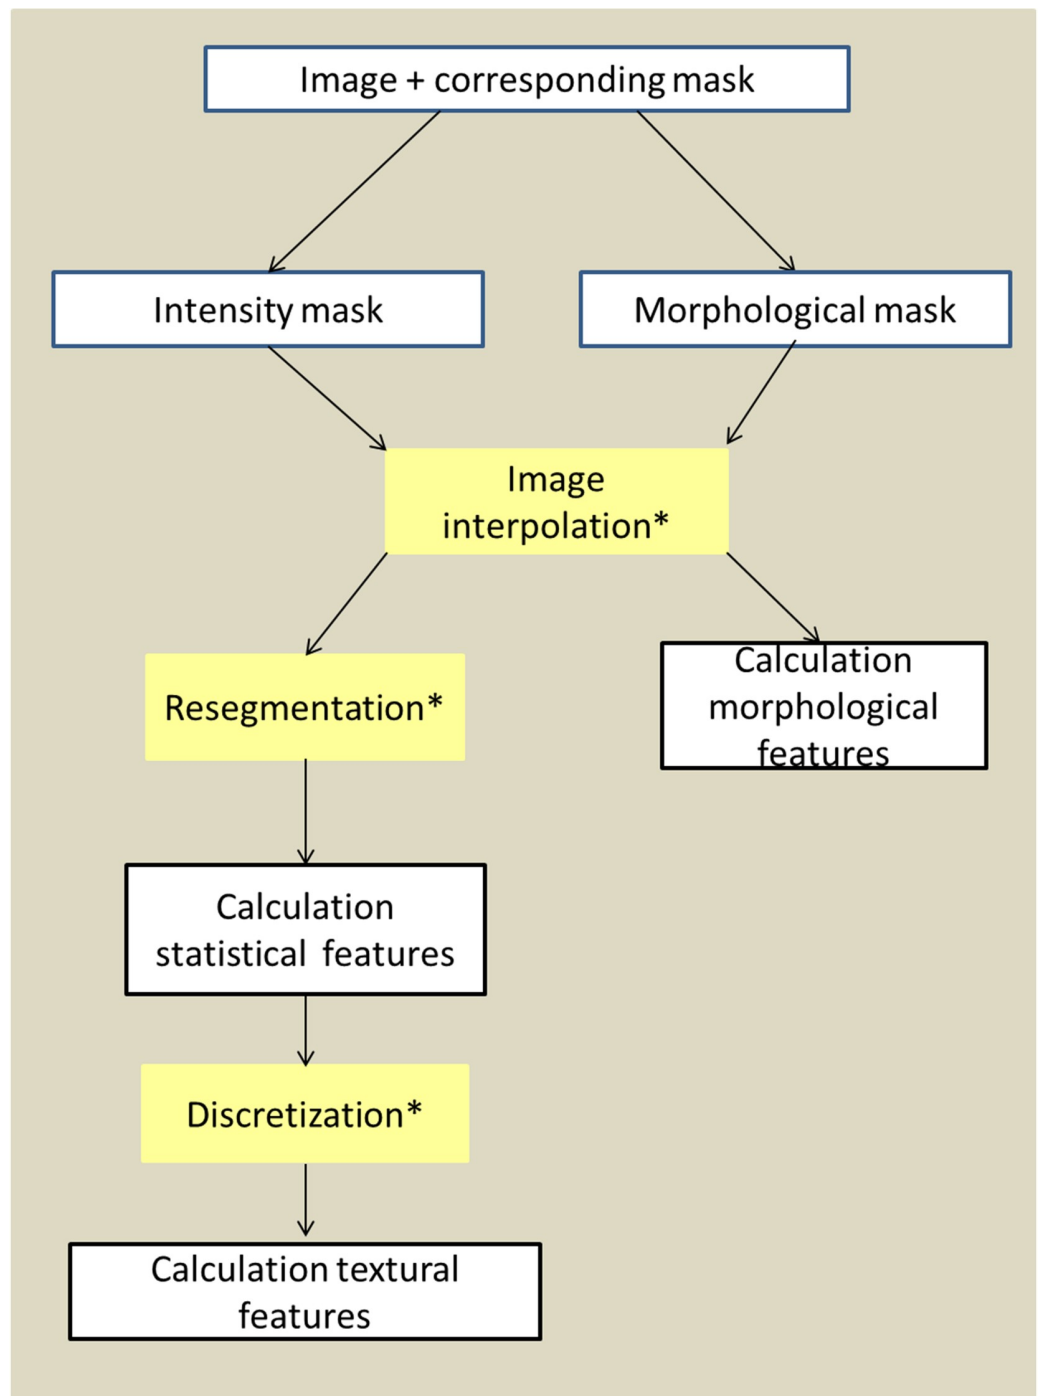 Image + corresponding mask
Intensity mask
Morphological mask
Image
interpolation*
Resegmentation*
Calculation
morphological
features
Calculation
statistical features
Discretization*
Calculation textural
features